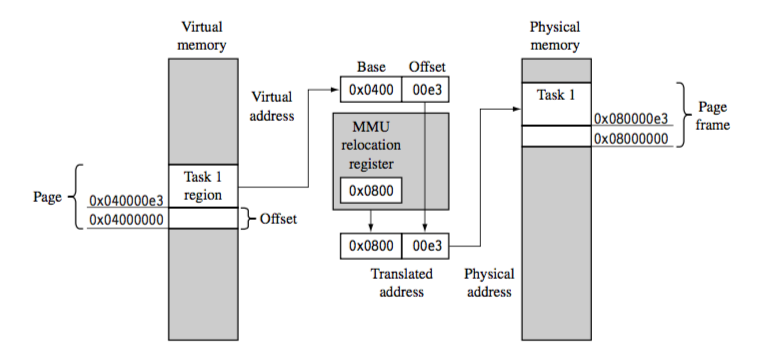 Virtual
memory
Physical
memory
Base Offset
0x0400 00e3
Virtual
address
Task 1
0x080000e3
0x08000000
Page
frame
MMU
relocation
register
0x0800
Task 1
region
Page
0x040000e3
0x04000000
Offset
0x0800 00e3
Translated
address
Physical
address